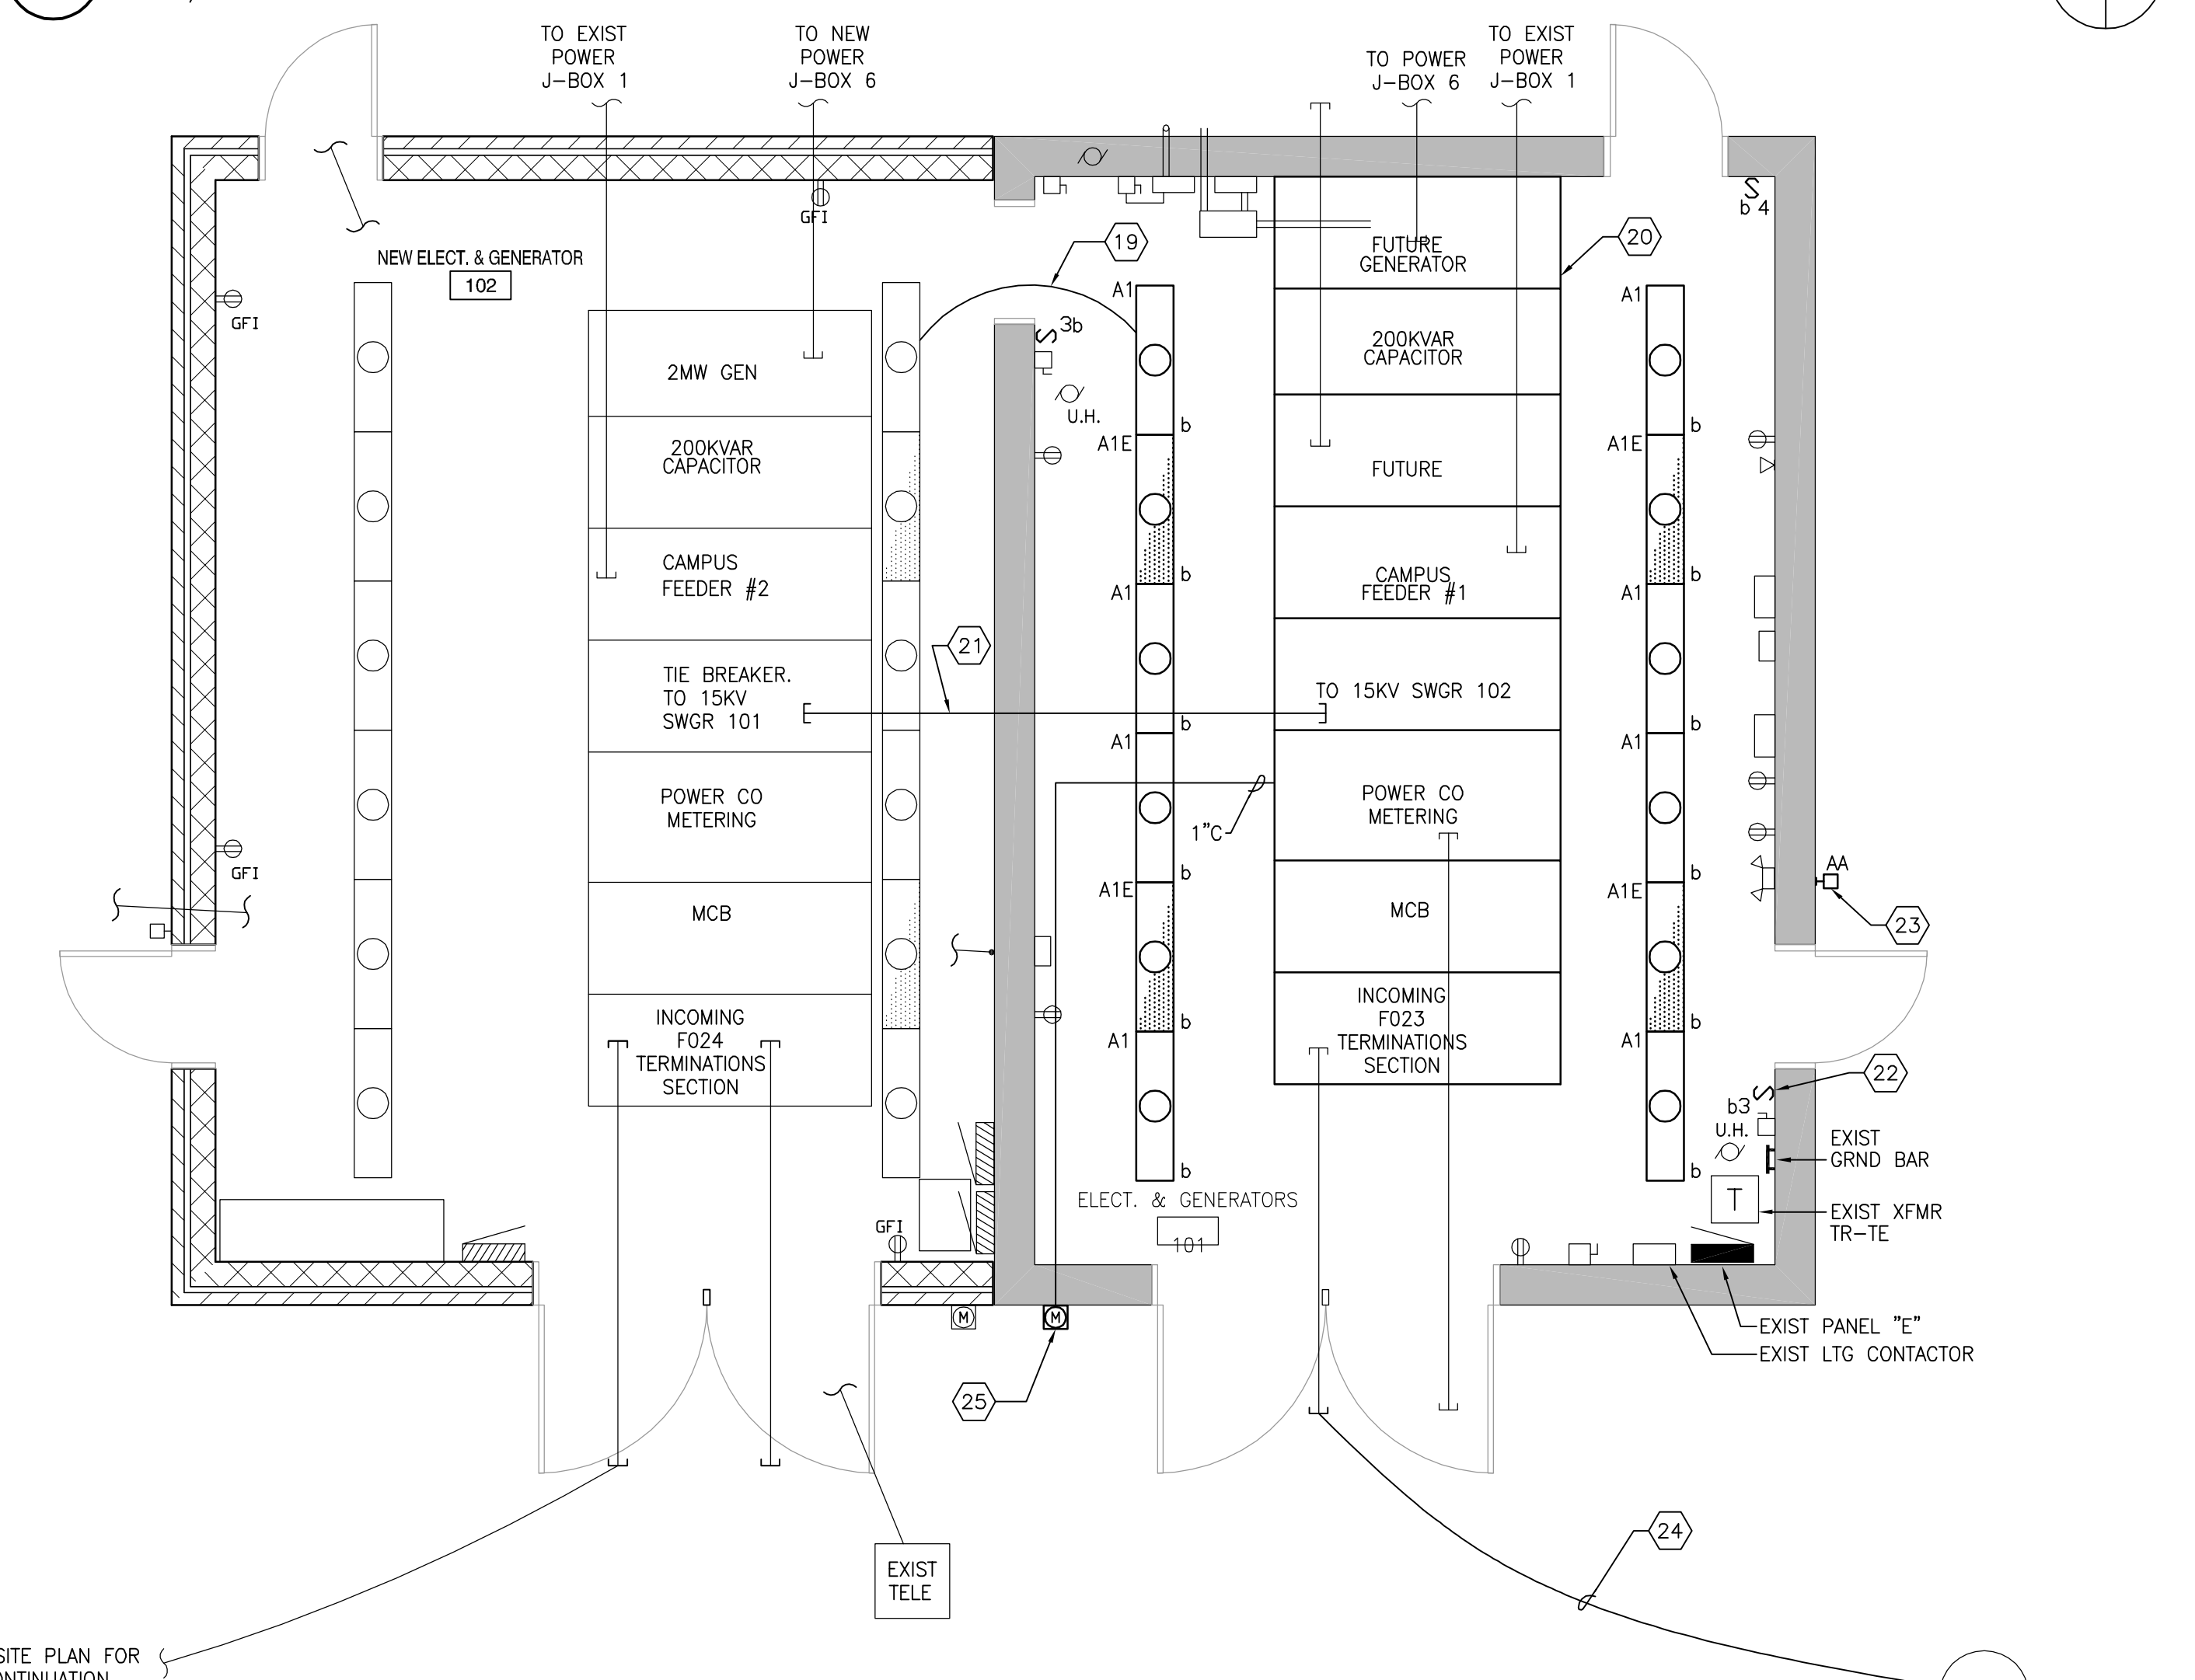 TO EXIST
POWER
J-BOX 1
TO NEW
POWER
J-BOX 6
TO POWER
J-BOX 6
TO EXIST
POWER
J-BOX 1
GFI
b 4
NEW ELECT. & GENERATOR
102
19
20
FUTURE
GENERATOR
GFI
A1
A1
3b
2MW GEN
200KVAR
CAPACITOR
U.H.
b
b
A1E
A1E
200KVAR
CAPACITOR
FUTURE
CAMPUS
FEEDER #2
CAMPUS
FEEDER #1
b
b
A1
A1
21
TIE BREAKER.
TO 15KV
SWGR 101
TO 15KV SWGR 102
b
b
A1
A1
POWER CO
METERING
POWER CO
METERING
1"C
GFI
b
b
AA
A1E
A1E
23
MCB
MCB
INCOMING
F024
TERMINATIONS
SECTION
INCOMING
F023
TERMINATIONS
SECTION
b
b
A1
A1
22
b3
U.H.
EXIST
GRND BAR
b
b
T
EXIST XFMR
TR-TE
ELECT. & GENERATORS
101
GFI
M
M
EXIST PANEL "E"
EXIST LTG CONTACTOR
25
24
EXIST
TELE
SITE PLAN FOR